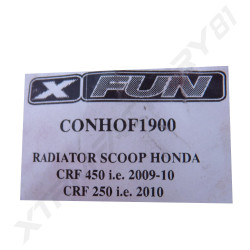 X FUN
CONHOF1900
RADIATOR SCOOP HONDA
CRF 450 i.e. 2009-10
CRF 250 i.e. 2010